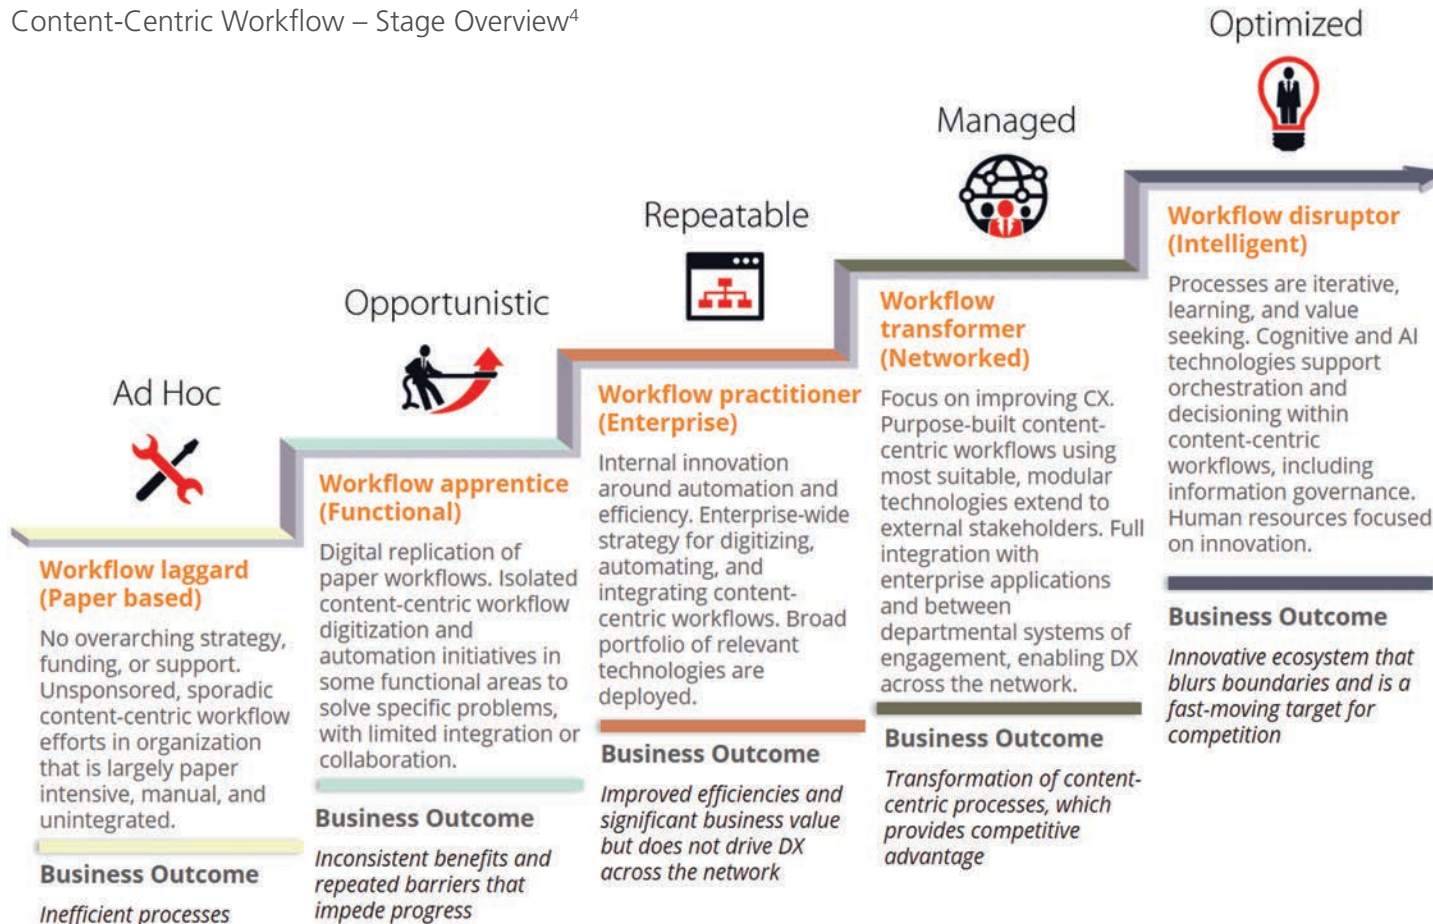 Content-Centric Workflow – Stage Overview⁴
Ad Hoc
Workflow laggard
(Paper based)
No overarching strategy,
funding, or support.
Unsponsored, sporadic
content-centric workflow
efforts in organization
that is largely paper
intensive, manual, and
unintegrated.
Business Outcome
Inefficient processes
Opportunistic
Workflow apprentice
(Functional)
Digital replication of
paper workflows. Isolated
content-centric workflow
digitization and
automation initiatives in
some functional areas to
solve specific problems,
with limited integration or
collaboration.
Business Outcome
Inconsistent benefits and
repeated barriers that
impede progress
Repeatable
Workflow practitioner
(Enterprise)
Internal innovation
around automation and
efficiency. Enterprise-wide
strategy for digitizing,
automating, and
integrating content-
centric workflows. Broad
portfolio of relevant
technologies are
deployed.
Business Outcome
Improved efficiencies and
significant business value
but does not drive DX
across the network
Managed
Workflow
transformer
(Networked)
Focus on improving CX.
Purpose-built content-
centric workflows using
most suitable, modular
technologies extend to
external stakeholders. Full
integration with
enterprise applications
and between
departmental systems of
engagement, enabling DX
across the network.
Business Outcome
Transformation of content-
centric processes, which
provides competitive
advantage
Optimized
Workflow disruptor
(Intelligent)
Processes are iterative,
learning, and value
seeking. Cognitive and AI
technologies support
orchestration and
decisioning within
content-centric
workflows, including
information governance.
Human resources focused
on innovation.
Business Outcome
Innovative ecosystem that
blurs boundaries and is a
fast-moving target for
competition